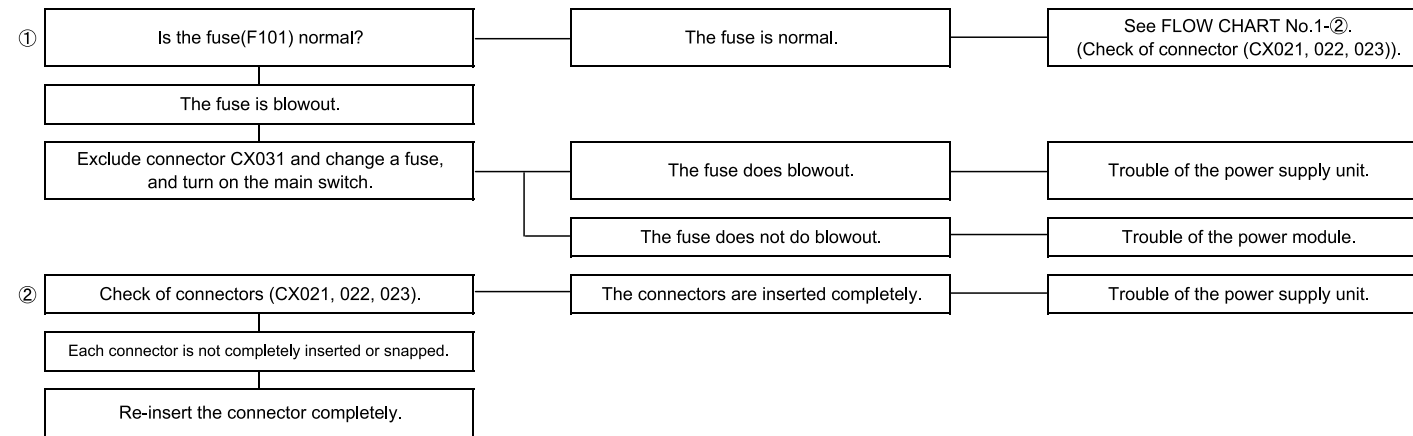 ① Is the fuse(F101) normal?
The fuse is normal.
See FLOW CHART No.1-②.
(Check of connector (CX021, 022, 023)).
The fuse is blowout.
Exclude connector CX031 and change a fuse,
and turn on the main switch.
The fuse does blowout.
Trouble of the power supply unit.
The fuse does not do blowout.
Trouble of the power module.
② Check of connectors (CX021, 022, 023).
The connectors are inserted completely.
Trouble of the power supply unit.
Each connector is not completely inserted or snapped.
Re-insert the connector completely.